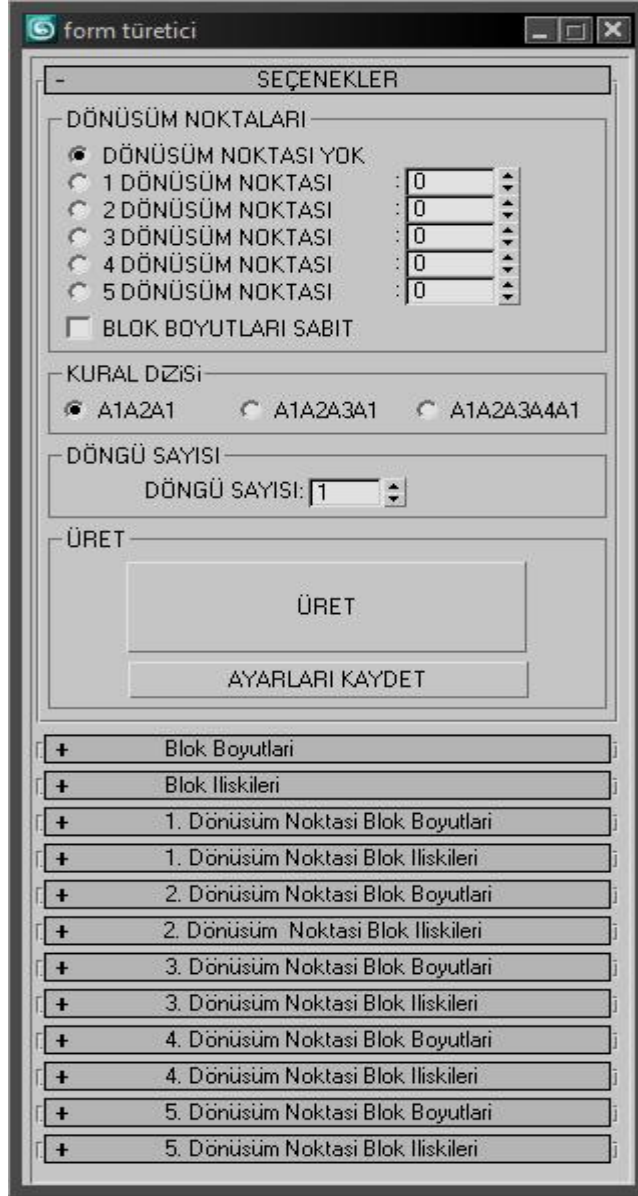 form türetici
- SEÇENEKLER
DÖNÜSÜM NOKTALARI
DÖNÜSÜM NOKTASI YOK
1 DÖNÜSÜM NOKTASI : 0
2 DÖNÜSÜM NOKTASI : 0
3 DÖNÜSÜM NOKTASI : 0
4 DÖNÜSÜM NOKTASI : 0
5 DÖNÜSÜM NOKTASI : 0
BLOK BOYUTLARI SABIT
KURAL DIZiSi
A1A2A1 A1A2A3A1 A1A2A3A4A1
DÖNGÜ SAYISI
DÖNGÜ SAYISI: 1
ÜRET
ÜRET
AYARLARI KAYDET
+ Blok Boyutlari
+ Blok Iliskileri
+ 1. Dönüsüm Noktasi Blok Boyutlari
+ 1. Dönüsüm Noktasi Blok Iliskileri
+ 2. Dönüsüm Noktasi Blok Boyutlari
+ 2. Dönüsüm Noktasi Blok Iliskileri
+ 3. Dönüsüm Noktasi Blok Boyutlari
+ 3. Dönüsüm Noktasi Blok Iliskileri
+ 4. Dönüsüm Noktasi Blok Boyutlari
+ 4. Dönüsüm Noktasi Blok Iliskileri
+ 5. Dönüsüm Noktasi Blok Boyutlari
+ 5. Dönüsüm Noktasi Blok Iliskileri